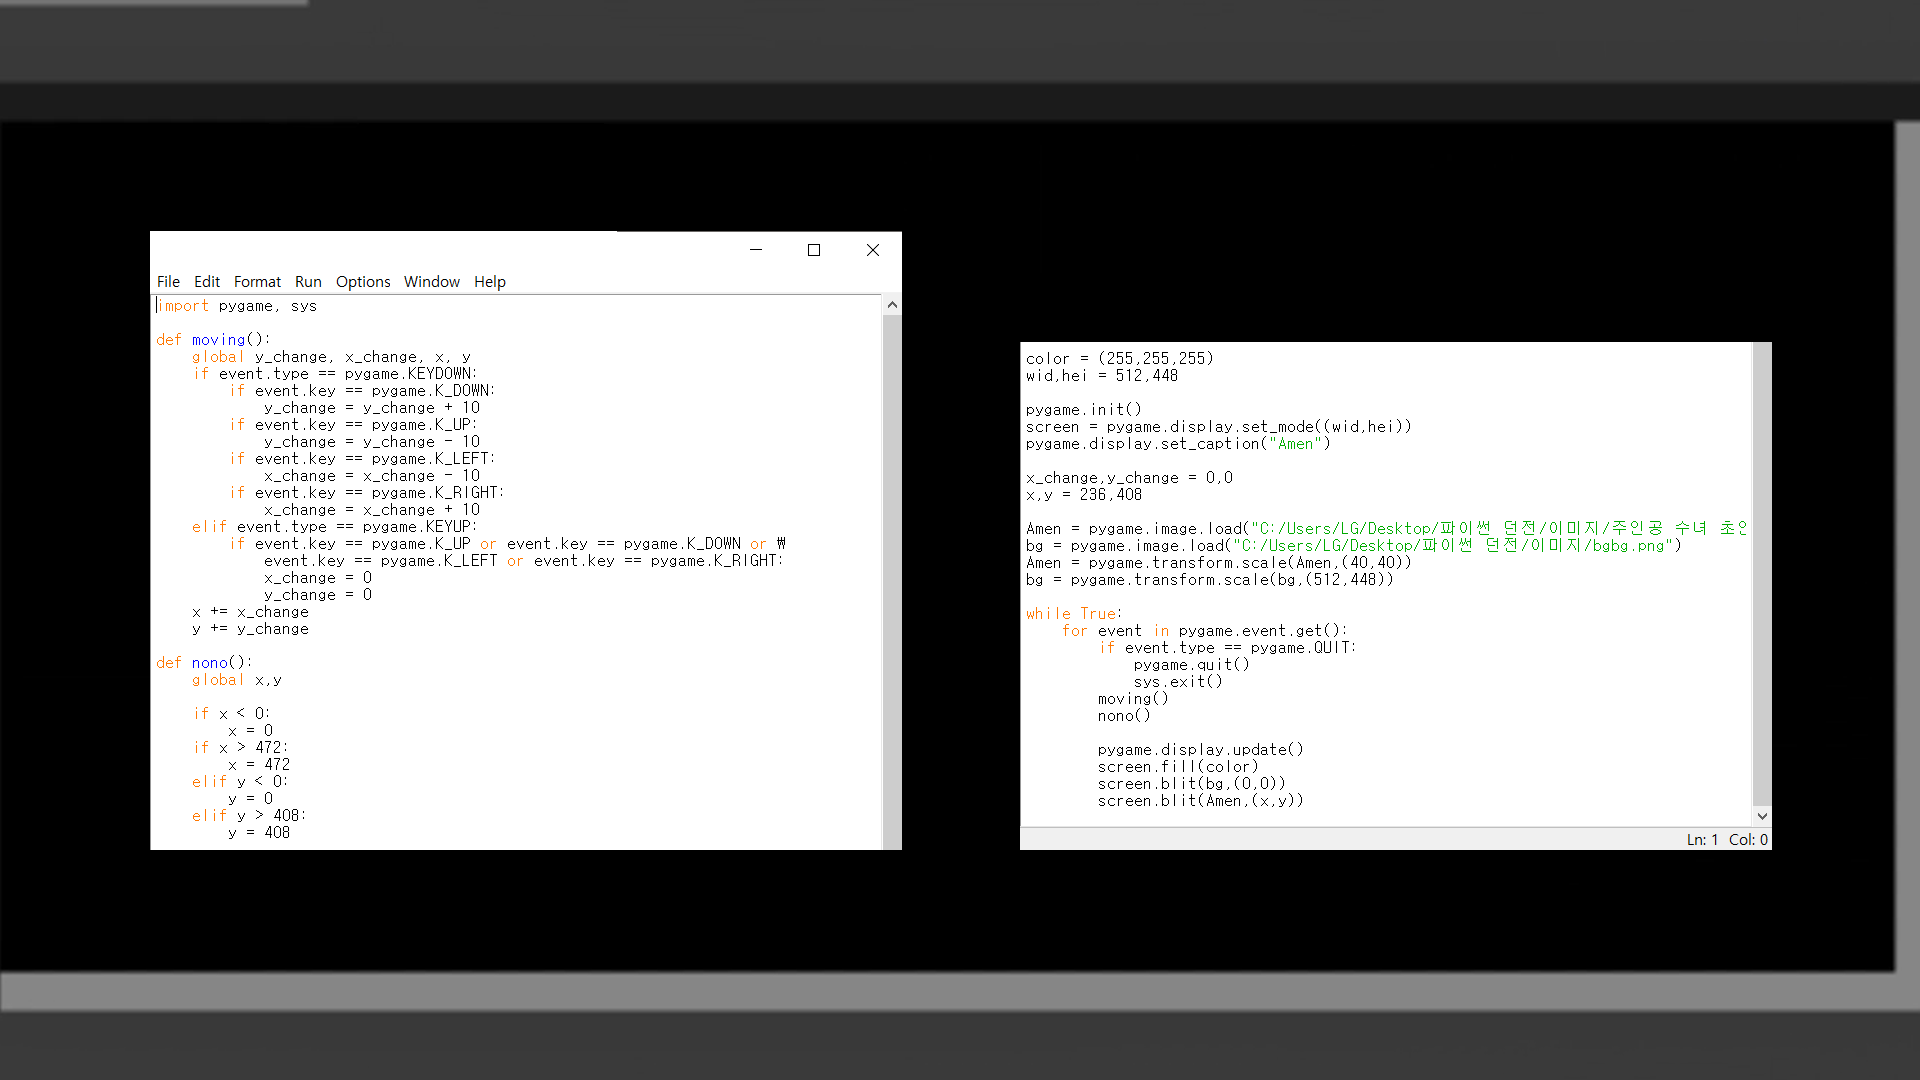 File Edit Format Run Options Window Help
import pygame, sys
def moving():
    global y_change, x_change, x, y
    if event.type == pygame.KEYDOWN:
        if event.key == pygame.K_DOWN:
            y_change = y_change + 10
        if event.key == pygame.K_UP:
            y_change = y_change - 10
        if event.key == pygame.K_LEFT:
            x_change = x_change - 10
        if event.key == pygame.K_RIGHT:
            x_change = x_change + 10
    elif event.type == pygame.KEYUP:
        if event.key == pygame.K_UP or event.key == pygame.K_DOWN or ₩
            event.key == pygame.K_LEFT or event.key == pygame.K_RIGHT:
            x_change = 0
            y_change = 0
    x += x_change
    y += y_change
def nono():
    global x,y
    if x < 0:
        x = 0
    if x > 472:
        x = 472
    elif y < 0:
        y = 0
    elif y > 408:
        y = 408
color = (255,255,255)
wid,hei = 512,448
pygame.init()
screen = pygame.display.set_mode((wid,hei))
pygame.display.set_caption("Amen")
x_change,y_change = 0,0
x,y = 236,408
Amen = pygame.image.load("C:/Users/LG/Desktop/파이썬 던전/이미지/주인공 수녀
bg = pygame.image.load("C:/Users/LG/Desktop/파이썬 던전/이미지/bgbg.png")
Amen = pygame.transform.scale(Amen,(40,40))
bg = pygame.transform.scale(bg,(512,448))
while True:
    for event in pygame.event.get():
        if event.type == pygame.QUIT:
            pygame.quit()
            sys.exit()
        moving()
        nono()
        pygame.display.update()
        screen.fill(color)
        screen.blit(bg,(0,0))
        screen.blit(Amen,(x,y))
Ln: 1 Col: 0